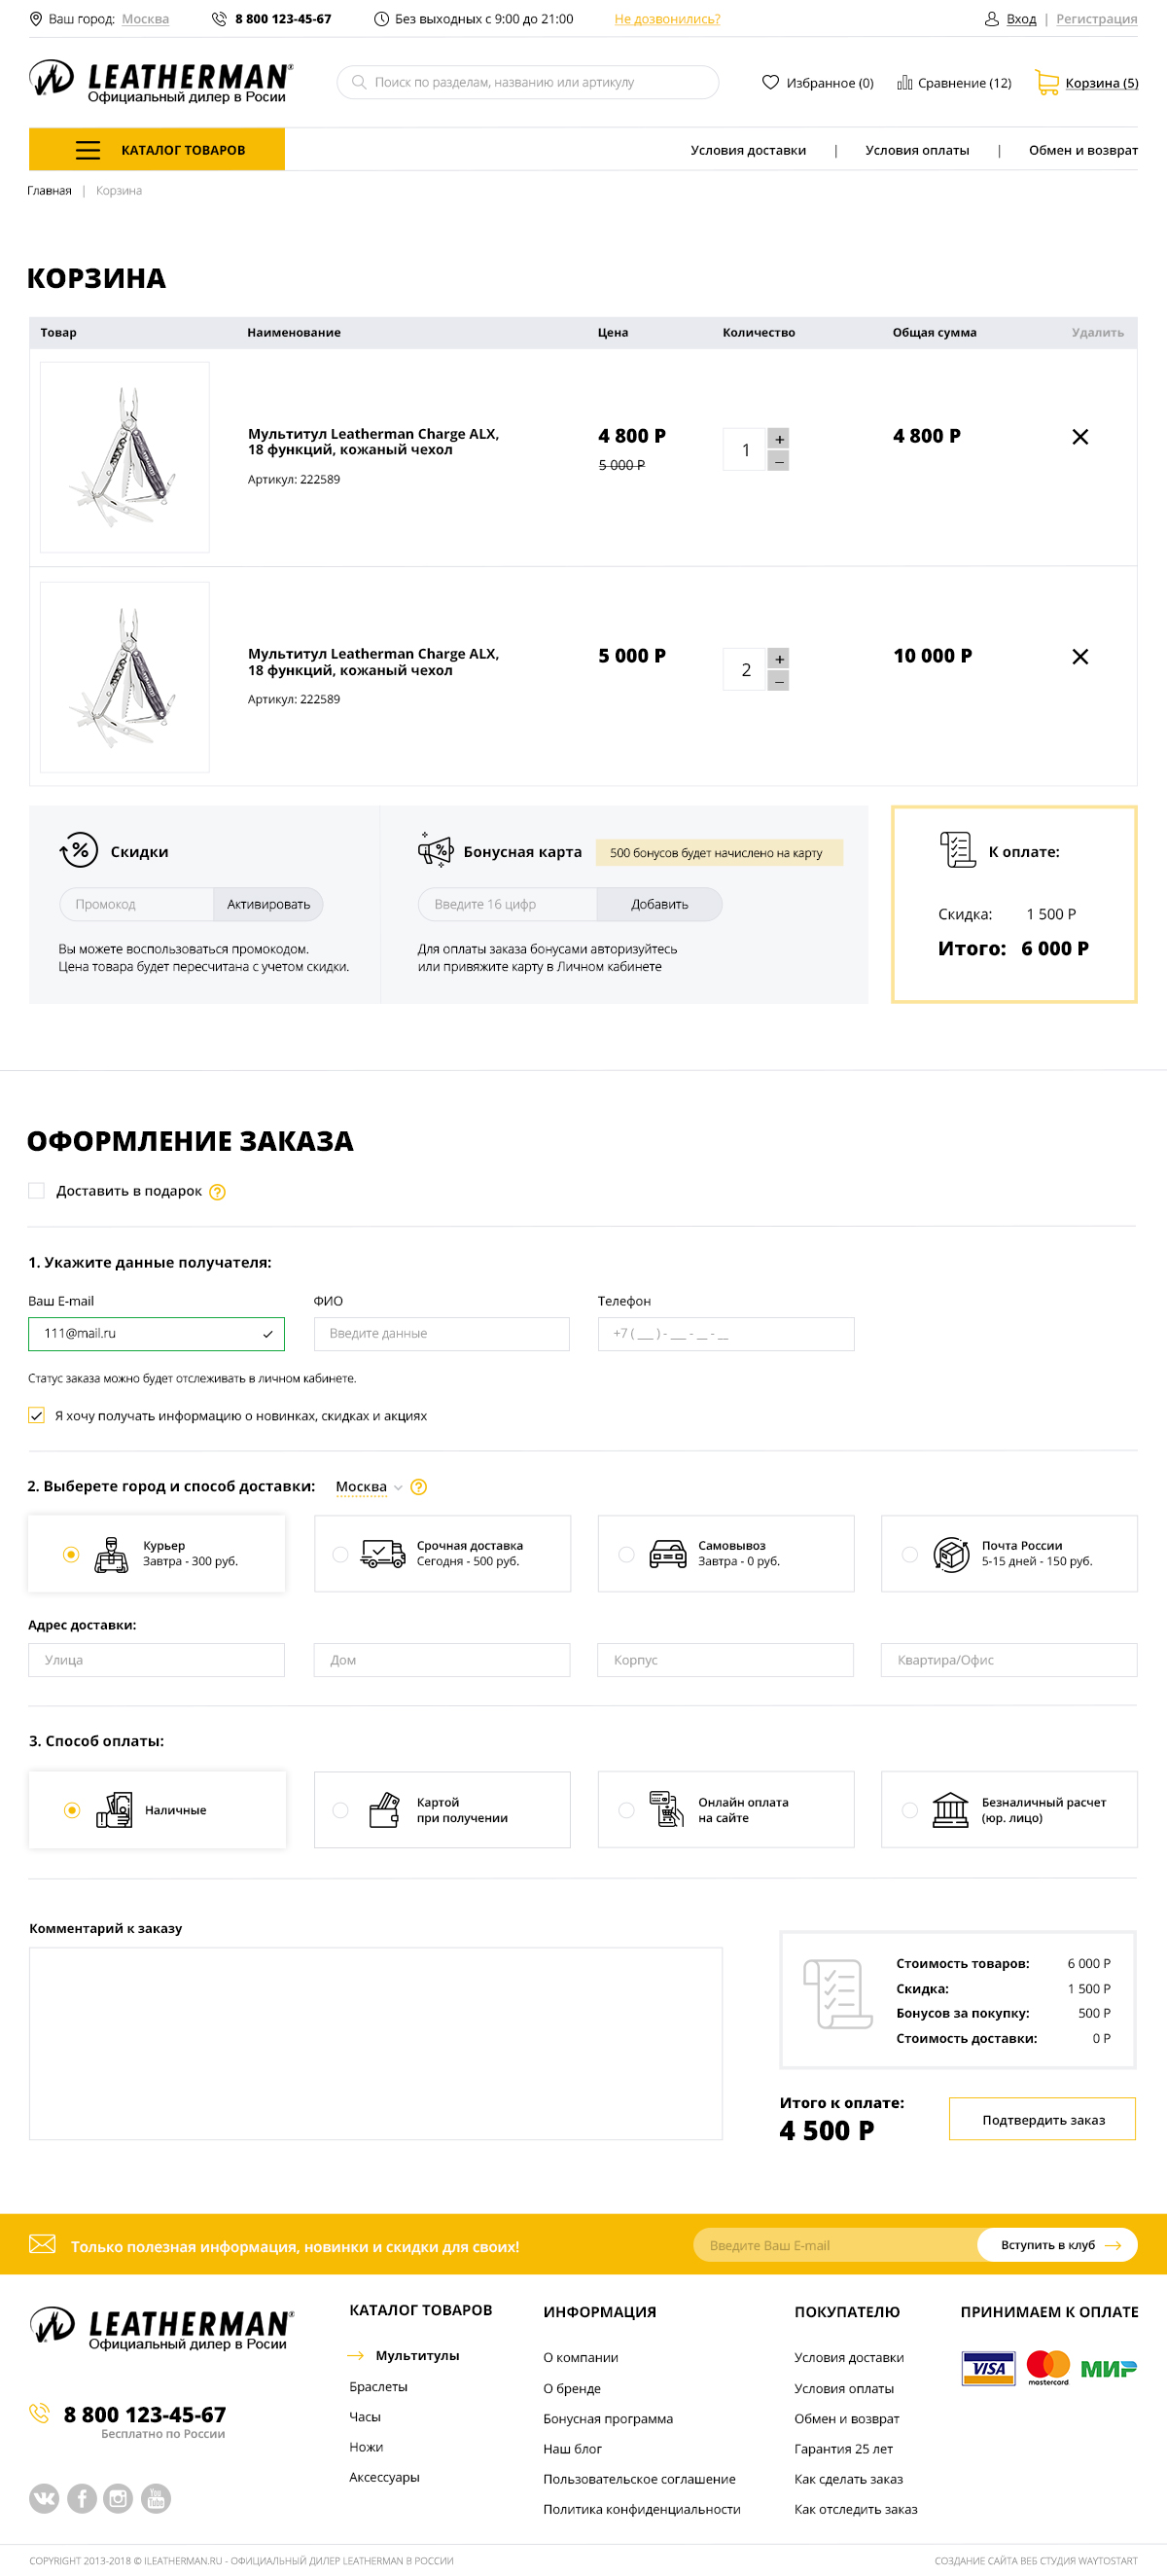 Ваш город: Москва
8 800 123-45-67
Без выходных с 9:00 до 21:00
Не дозвонились?
Вход | Регистрация
LEATHERMAN®
Официальный дилер в Росии
Поиск по разделам, названию или артикулу
Избранное (0)
Сравнение (12)
Корзина (5)
КАТАЛОГ ТОВАРОВ
Условия доставки | Условия оплаты | Обмен и возврат
Главная | Корзина
КОРЗИНА
Товар Наименование Цена Количество Общая сумма Удалить
Мультитул Leatherman Charge ALX,
18 функций, кожаный чехол
Артикул: 222589
4 800 Р
5 000 Р
1
+
–
4 800 Р
Мультитул Leatherman Charge ALX,
18 функций, кожаный чехол
Артикул: 222589
5 000 Р
2
+
–
10 000 Р
Скидки
Промокод Активировать
Вы можете воспользоваться промокодом.
Цена товара будет пересчитана с учетом скидки.
Бонусная карта
500 бонусов будет начислено на карту
Введите 16 цифр Добавить
Для оплаты заказа бонусами авторизуйтесь
или привяжите карту в Личном кабинете
К оплате:
Скидка: 1 500 Р
Итого: 6 000 Р
ОФОРМЛЕНИЕ ЗАКАЗА
Доставить в подарок ?
1. Укажите данные получателя:
Ваш E-mail ФИО Телефон
111@mail.ru Введите данные +7 ( ___ ) - ___ - __ - __
Статус заказа можно будет отслеживать в личном кабинете.
Я хочу получать информацию о новинках, скидках и акциях
2. Выберете город и способ доставки: Москва ?
Курьер
Завтра - 300 руб.
Срочная доставка
Сегодня - 500 руб.
Самовывоз
Завтра - 0 руб.
Почта России
5-15 дней - 150 руб.
Адрес доставки:
Улица Дом Корпус Квартира/Офис
3. Способ оплаты:
Наличные
Картой
при получении
Онлайн оплата
на сайте
Безналичный расчет
(юр. лицо)
Комментарий к заказу
Стоимость товаров: 6 000 Р
Скидка: 1 500 Р
Бонусов за покупку: 500 Р
Стоимость доставки: 0 Р
Итого к оплате:
4 500 Р
Подтвердить заказ
Только полезная информация, новинки и скидки для своих!
Введите Ваш E-mail
Вступить в клуб
LEATHERMAN®
Официальный дилер в Росии
8 800 123-45-67
Бесплатно по России
You
Tube
КАТАЛОГ ТОВАРОВ
Мультитулы
Браслеты
Часы
Ножи
Аксессуары
ИНФОРМАЦИЯ
О компании
О бренде
Бонусная программа
Наш блог
Пользовательское соглашение
Политика конфиденциальности
ПОКУПАТЕЛЮ
Условия доставки
Условия оплаты
Обмен и возврат
Гарантия 25 лет
Как сделать заказ
Как отследить заказ
ПРИНИМАЕМ К ОПЛАТЕ
VISA
mastercard
МИР
COPYRIGHT 2013-2018 © ILEATHERMAN.RU - ОФИЦИАЛЬНЫЙ ДИЛЕР LEATHERMAN В РОССИИ
СОЗДАНИЕ САЙТА ВЕБ СТУДИЯ WAYTOSTART